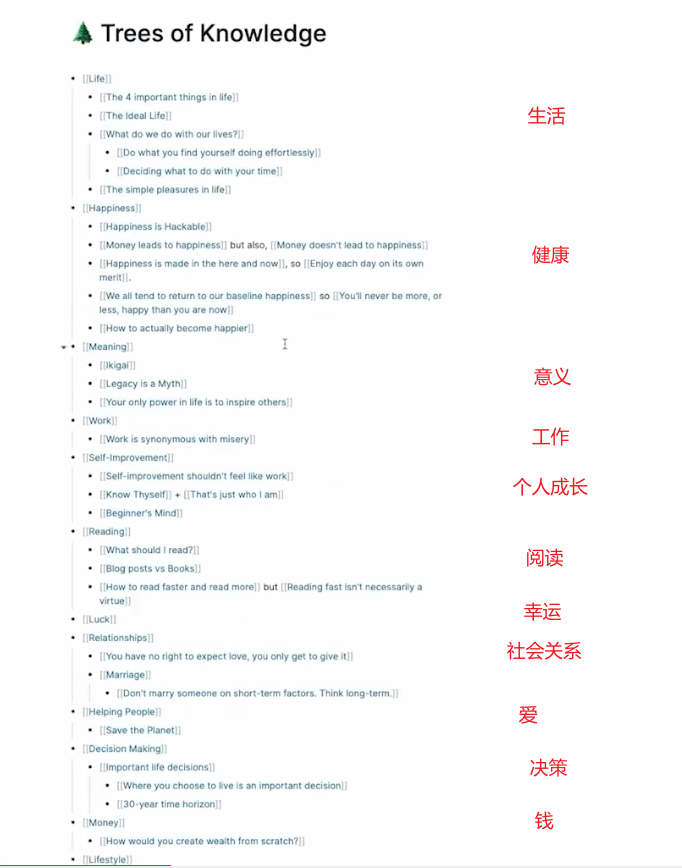 🌲 Trees of Knowledge
[[Life]]
[[The 4 important things in life]]
生活
[[The Ideal Life]]
[[What do we do with our lives?]]
[[Do what you find yourself doing effortlessly]]
[[Deciding what to do with your time]]
[[The simple pleasures in life]]
[[Happiness]]
[[Happiness is Hackable]]
[[Money leads to happiness]] but also, [[Money doesn't lead to happiness]]
健康
[[Happiness is made in the here and now]], so [[Enjoy each day on its own
merit]].
[[We all tend to return to our baseline happiness]] so [[You'll never be more, or
less, happy than you are now]]
[[How to actually become happier]]
[[Meaning]]
[[Ikigai]]
意义
[[Legacy is a Myth]]
[[Your only power in life is to inspire others]]
[[Work]]
工作
[[Work is synonymous with misery]]
[[Self-Improvement]]
[[Self-improvement shouldn't feel like work]]
个人成长
[[Know Thyself]] + [[That's just who I am]]
[[Beginner's Mind]]
[[Reading]]
[[What should I read?]]
阅读
[[Blog posts vs Books]]
[[How to read faster and read more]] but [[Reading fast isn't necessarily a
virtue]]
幸运
[[Luck]]
[[Relationships]]
社会关系
[[You have no right to expect love, you only get to give it]]
[[Marriage]]
[[Don't marry someone on short-term factors. Think long-term.]]
[[Helping People]]
爱
[[Save the Planet]]
[[Decision Making]]
[[Important life decisions]]
决策
[[Where you choose to live is an important decision]]
[[30-year time horizon]]
[[Money]]
钱
[[How would you create wealth from scratch?]]
[[Lifestyle]]